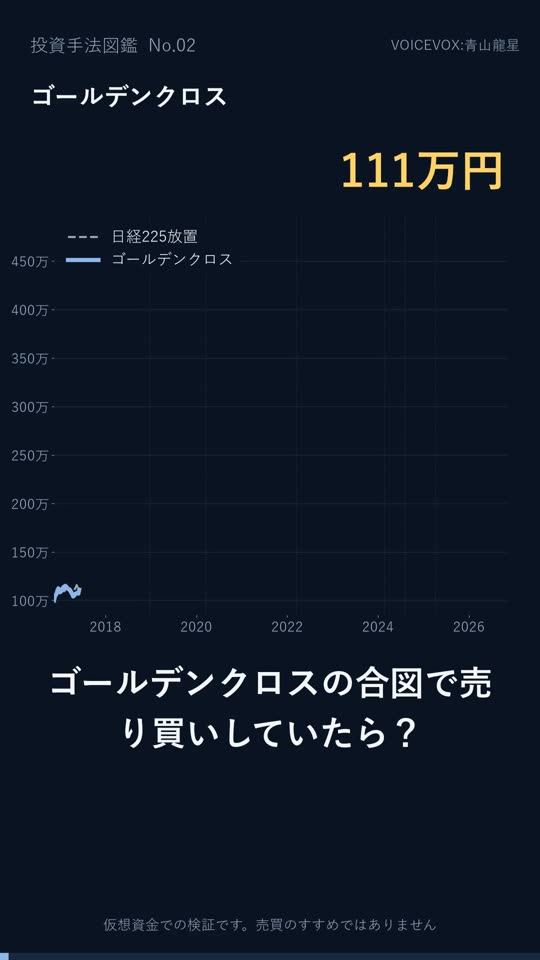 投資手法図鑑 No.02
VOICEVOX:青山龍星
ゴールデンクロス
111万円
日経225放置
ゴールデンクロス
450万
400万
350万
300万
250万
200万
150万
100万
2018 2020 2022 2024 2026
ゴールデンクロスの合図で売
り買いしていたら？
仮想資金での検証です。売買のすすめではありません